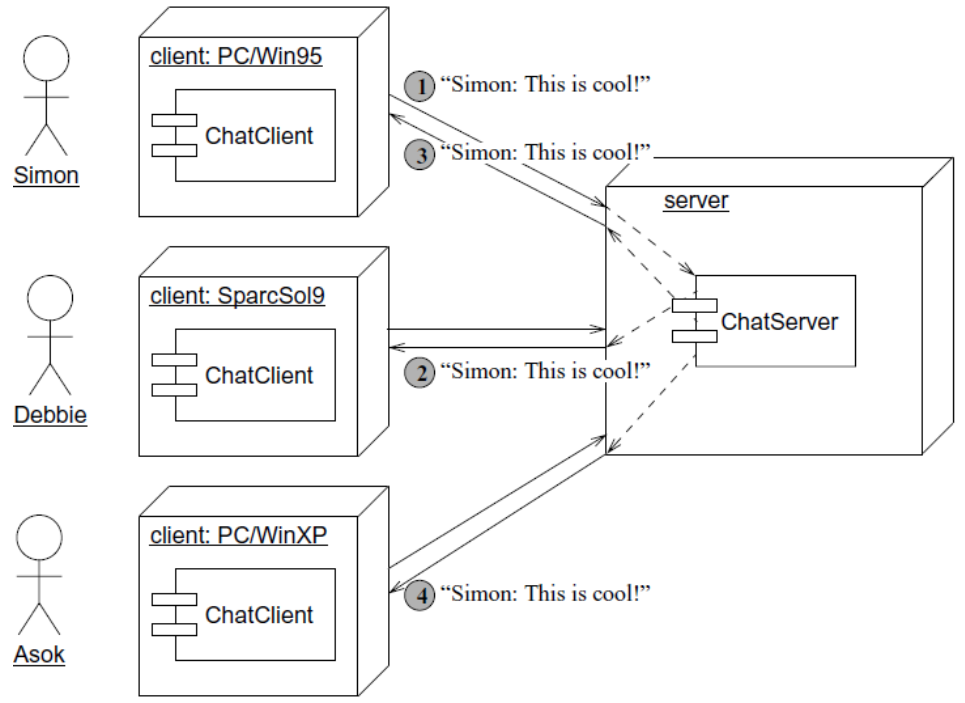 client: PC/Win95
1 “Simon: This is cool!”
ChatClient
3 “Simon: This is cool!”
Simon
server
client: SparcSol9
ChatServer
ChatClient
2 “Simon: This is cool!”
Debbie
client: PC/WinXP
4 “Simon: This is cool!”
ChatClient
Asok